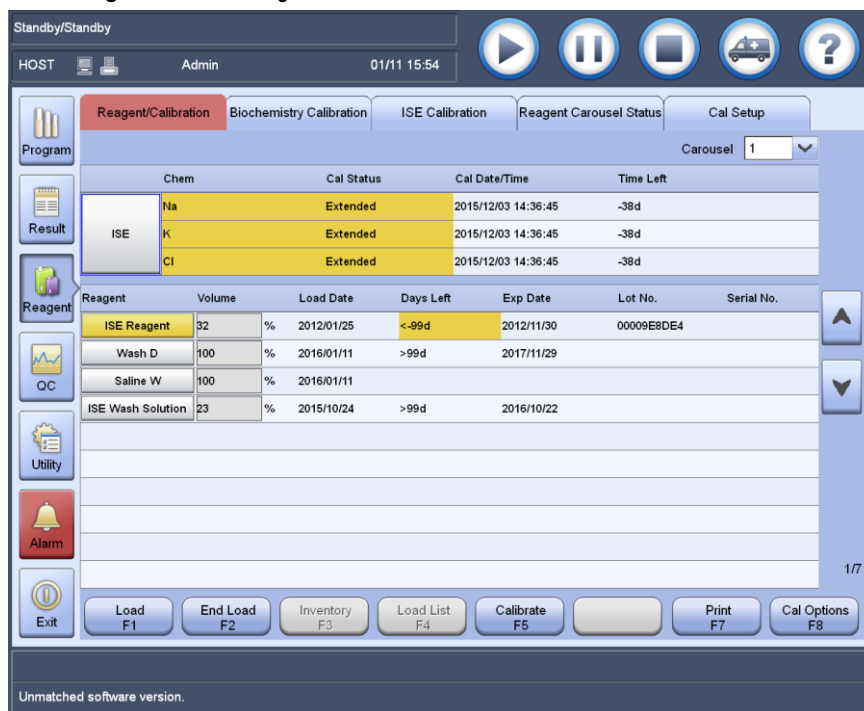 Standby/Standby
HOST Admin 01/11 15:54
?
Reagent/Calibration Biochemistry Calibration ISE Calibration Reagent Carousel Status Cal Setup
Program
Carousel 1
Chem Cal Status Cal Date/Time Time Left
ISE
Na Extended 2015/12/03 14:36:45 -38d
Result
K Extended 2015/12/03 14:36:45 -38d
Cl Extended 2015/12/03 14:36:45 -38d
Reagent
Reagent Volume Load Date Days Left Exp Date Lot No. Serial No.
ISE Reagent 32 % 2012/01/25 <-99d 2012/11/30 00009E8DE4
Wash D 100 % 2016/01/11 >99d 2017/11/29
QC
Saline W 100 % 2016/01/11
ISE Wash Solution 23 % 2015/10/24 >99d 2016/10/22
Utility
Alarm
1/7
Exit
Load F1
End Load F2
Inventory F3
Load List F4
Calibrate F5
Print F7
Cal Options F8
Unmatched software version.